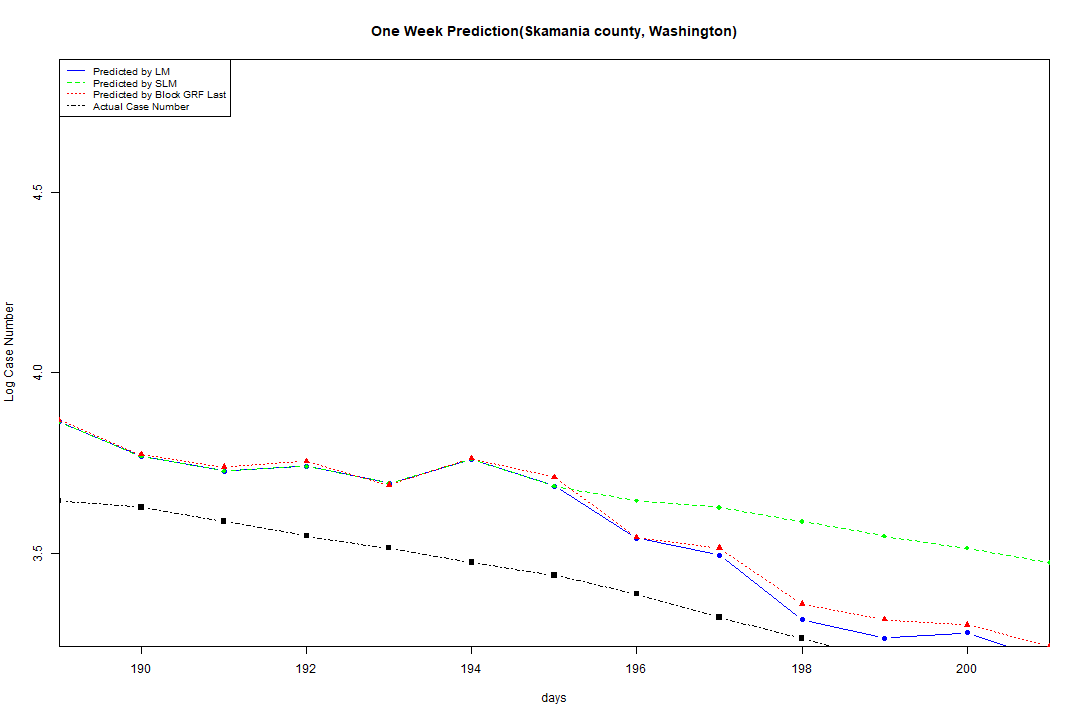 One Week Prediction(Skamania county, Washington)
Predicted by LM
Predicted by SLM
Predicted by Block GRF Last
Actual Case Number
4.5
4.0
3.5
Log Case Number
190 192 194 196 198 200
days